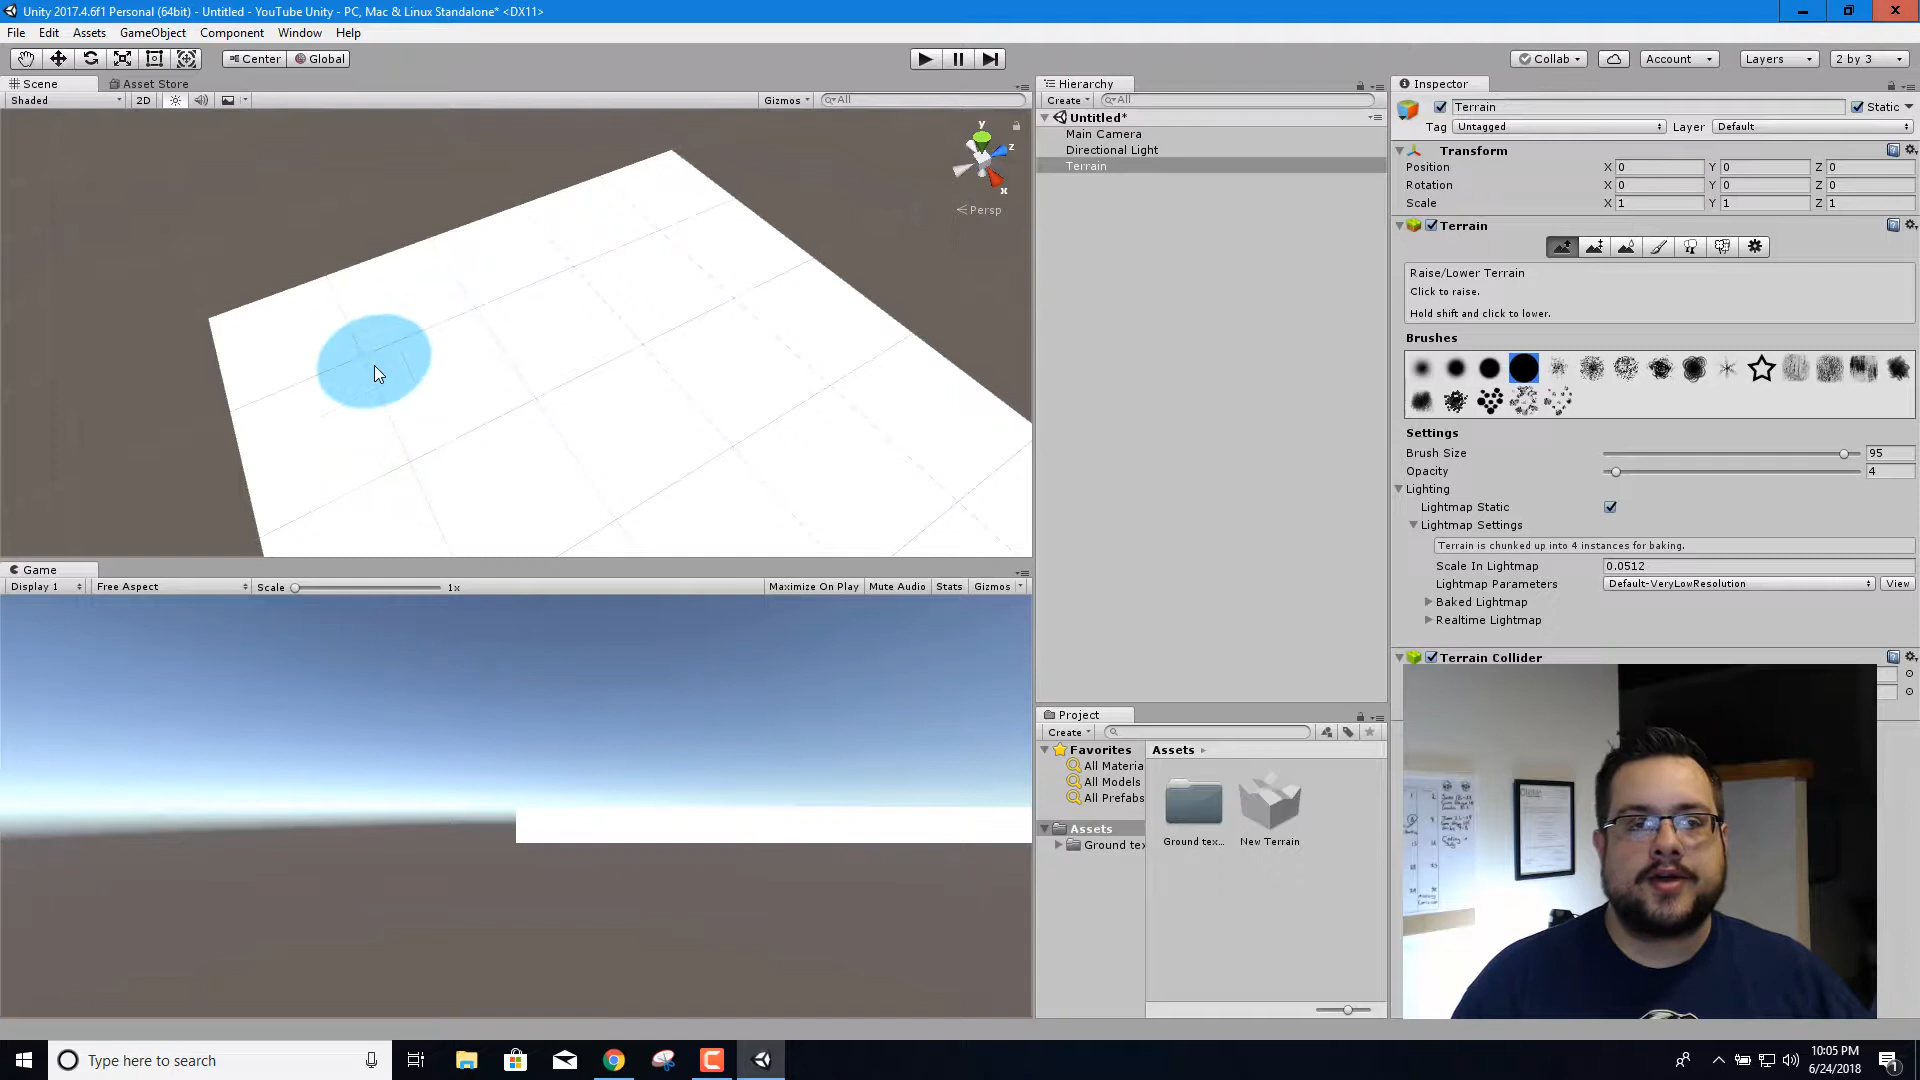 Unity 2017.4.6f1 Personal (64bit) - Untitled - YouTube Unity - PC, Mac & Linux Standalone* <DX11>
File Edit Assets GameObject Component Window Help
Center Global
Collab Account Layers 2 by 3
Scene Asset Store
Shaded 2D Gizmos All
y
z
x
Persp
Game
Display 1 Free Aspect Scale 1x Maximize On Play Mute Audio Stats Gizmos
Hierarchy
Create All
Untitled*
Main Camera
Directional Light
Terrain
Project
Create
Favorites
All Materia
All Models
All Prefabs
Assets
Ground tex
Assets
Ground tex...
New Terrain
Inspector
Terrain Static
Tag Untagged Layer Default
Transform
Position X 0 Y 0 Z 0
Rotation X 0 Y 0 Z 0
Scale X 1 Y 1 Z 1
Terrain
Raise/Lower Terrain
Click to raise.
Hold shift and click to lower.
Brushes
Settings
Brush Size 95
Opacity 4
Lighting
Lightmap Static
Lightmap Settings
Terrain is chunked up into 4 instances for baking.
Scale In Lightmap 0.0512
Lightmap Parameters Default-VeryLowResolution View
Baked Lightmap
Realtime Lightmap
Terrain Collider
Type here to search
10:05 PM
6/24/2018
1